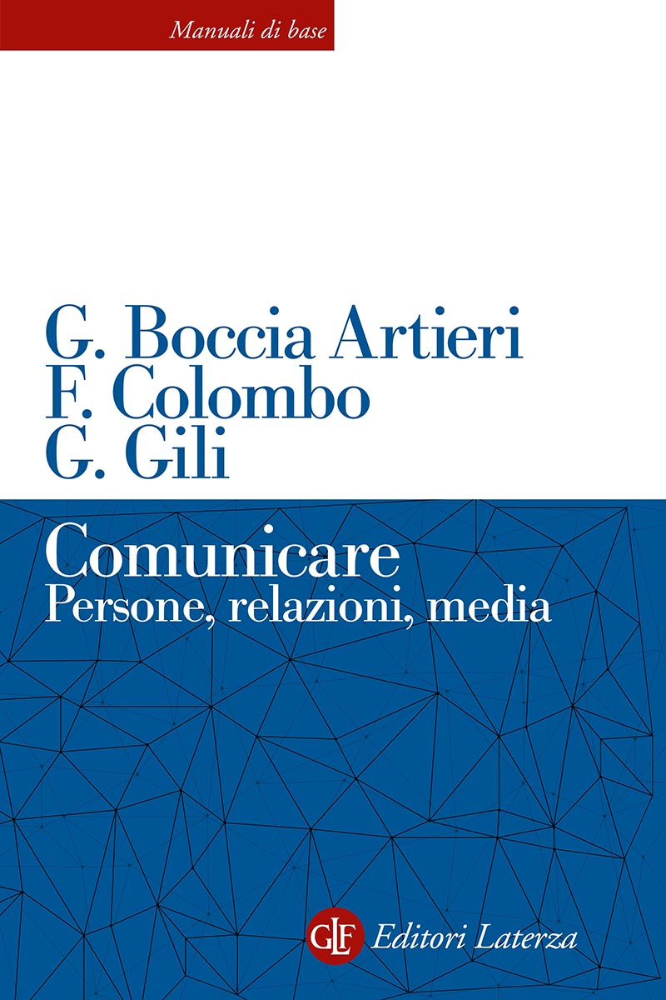 Manuali di base
G. Boccia Artieri
F. Colombo
G. Gili
Comunicare
Persone, relazioni, media
GLF Editori Laterza